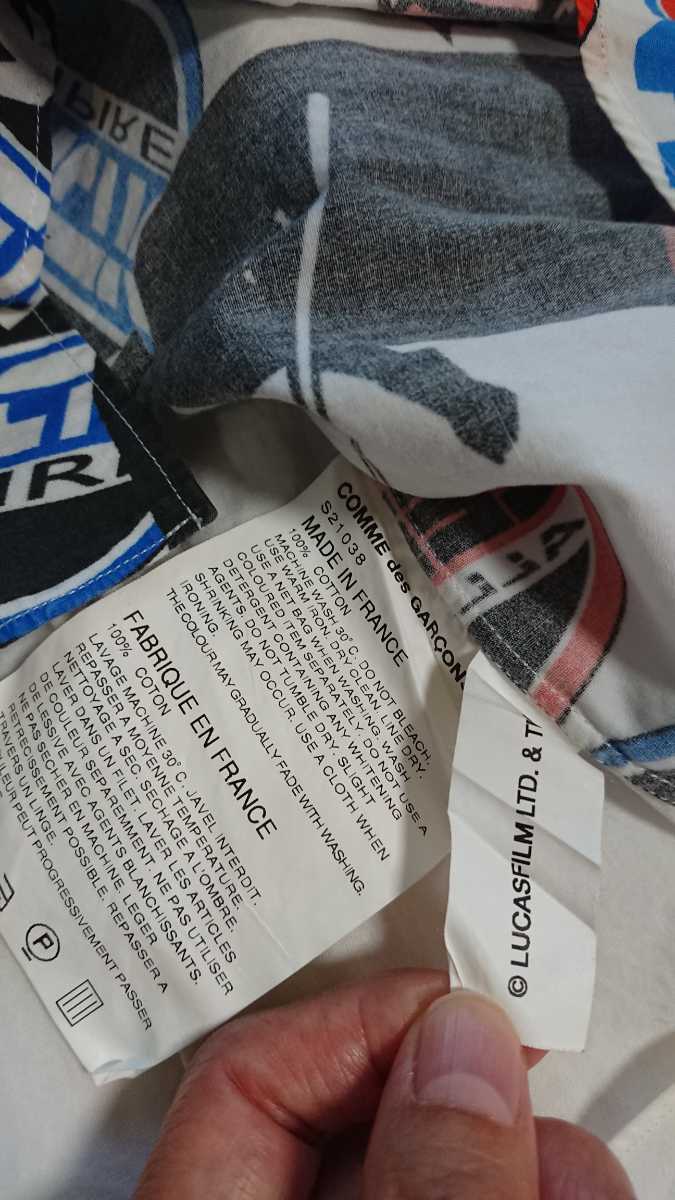 PIRE
IR
COMME des GARÇONS
S21038
MADE IN FRANCE
100% COTTON
MACHINE WASH 30°C. DO NOT BLEACH.
USE WARM IRON. DRY CLEAN. LINE DRY.
USE A NET BAG WHEN WASHING. WASH
COLOURED ITEM SEPARATELY. DO NOT USE A
DETERGENT CONTAINING ANY WHITENING
AGENTS. DO NOT TUMBLE DRY. SLIGHT
SHRINKING MAY OCCUR. USE A CLOTH WHEN
IRONING.
THE COLOUR MAY GRADUALLY FADE WITH WASHING.
FABRIQUE EN FRANCE
100% COTON
LAVAGE MACHINE 30°C. JAVEL INTERDIT.
REPASSER A MOYENNE TEMPERATURE.
NETTOYAGE A SEC. SECHAGE A L'OMBRE.
LAVER DANS UN FILET. LAVER LES ARTICLES
DE COULEUR SEPAREMMENT. NE PAS UTILISER
DE LESSIVE AVEC AGENTS BLANCHISSANTS.
NE PAS SECHER EN MACHINE. LEGER
RETRECISSEMENT POSSIBLE. REPASSER A
TRAVERS UN LINGE.
LEUR PEUT PROGRESSIVEMENT PASSER
P
© LUCASFILM LTD. & T